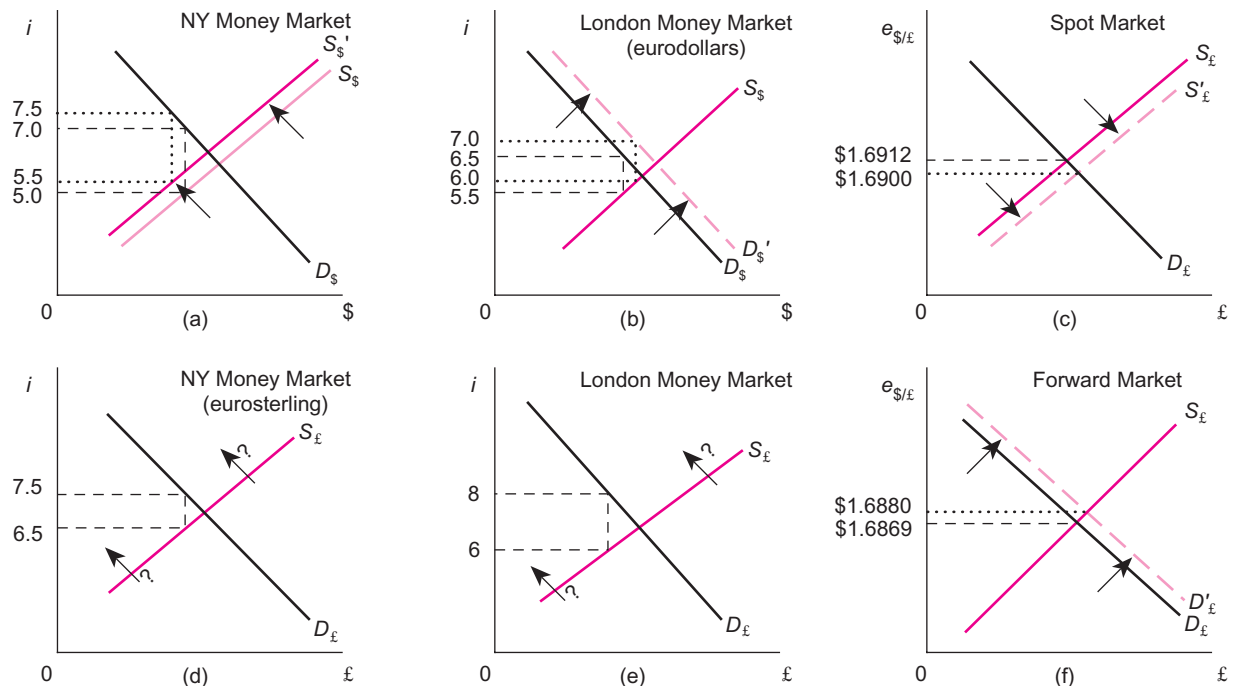 i
NY Money Market
S$'
S$
7.5
7.0
5.5
5.0
D$
0
(a)
$
i
London Money Market
(eurodollars)
S$
7.0
6.5
6.0
5.5
D$'
D$
0
(b)
$
e$/£
Spot Market
S£
S'£
$1.6912
$1.6900
D£
0
(c)
£
i
NY Money Market
(eurosterling)
S£
?
7.5
6.5
?
D£
0
(d)
£
i
London Money Market
S£
?
8
6
?
D£
0
(e)
£
e$/£
Forward Market
S£
$1.6880
$1.6869
D'£
D£
0
(f)
£